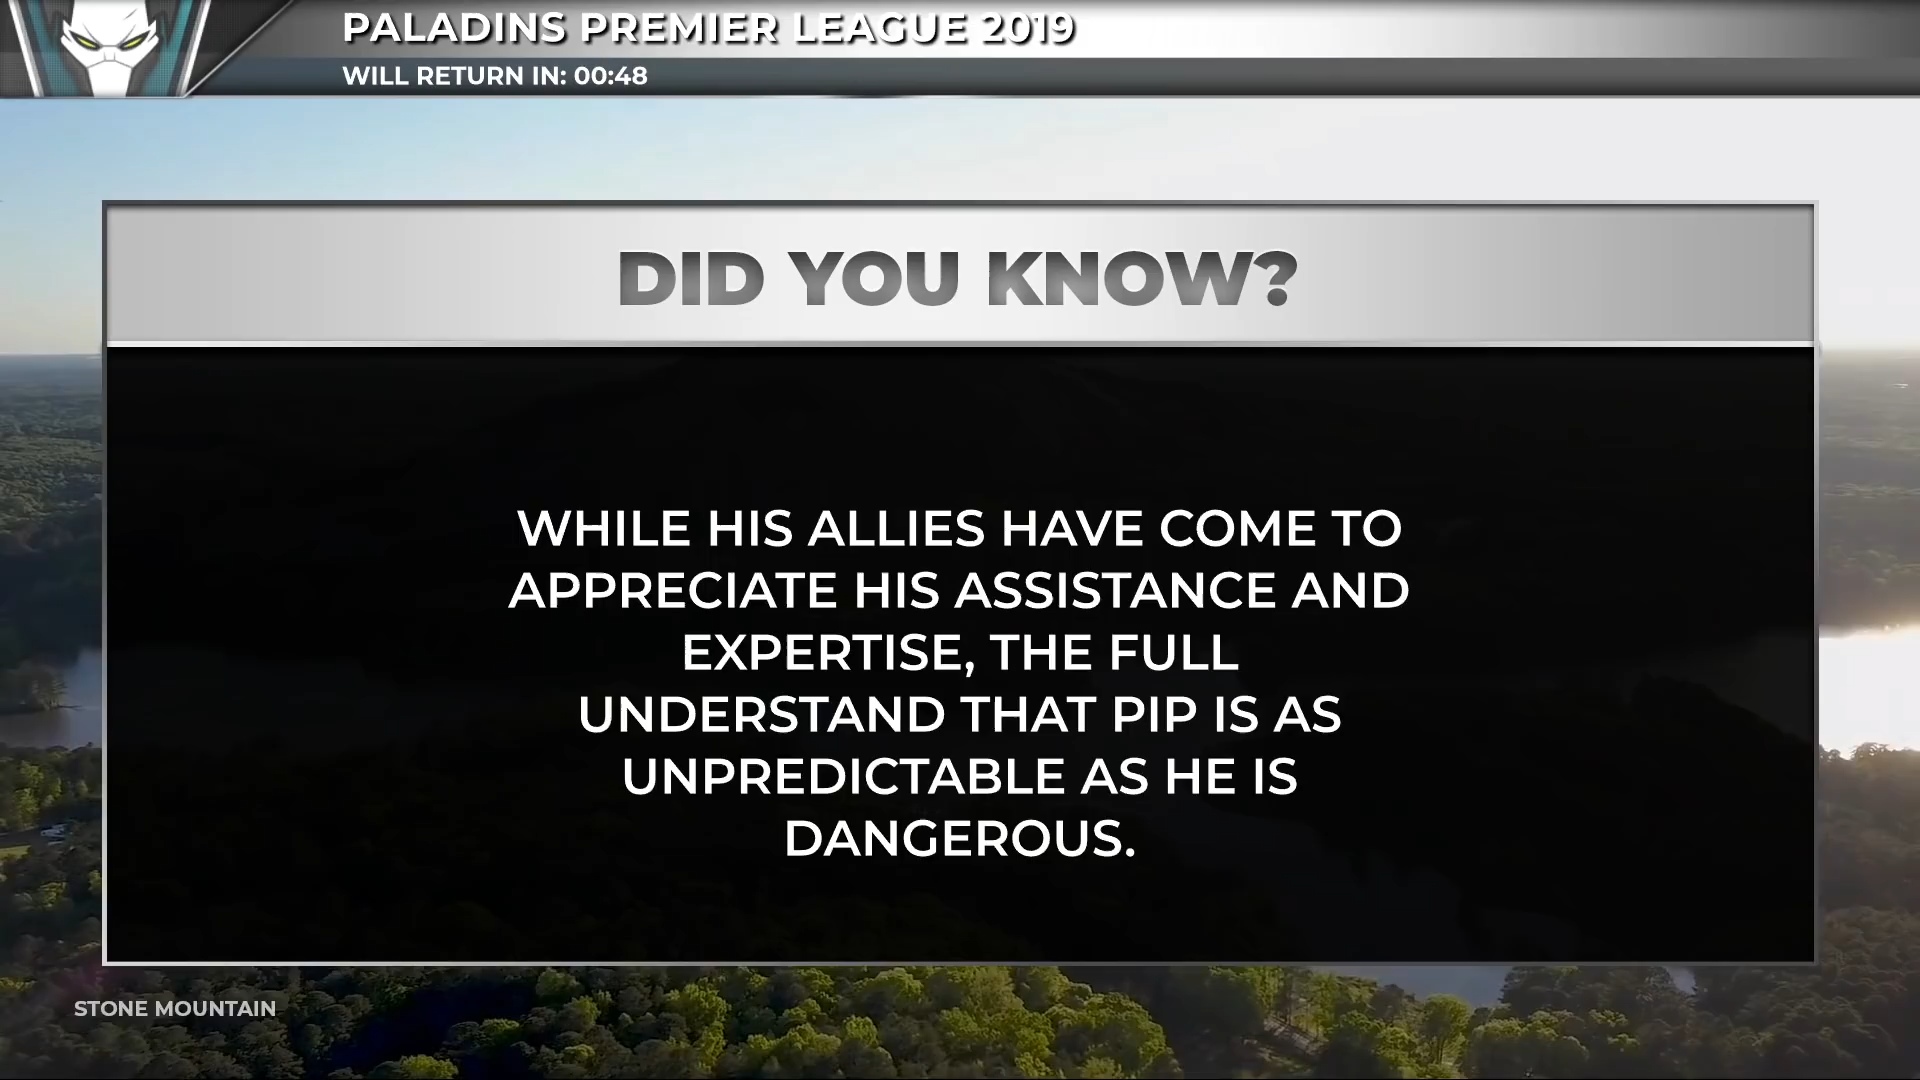 PALADINS PREMIER LEAGUE 2019
WILL RETURN IN: 00:48
DID YOU KNOW?
WHILE HIS ALLIES HAVE COME TO
APPRECIATE HIS ASSISTANCE AND
EXPERTISE, THE FULL
UNDERSTAND THAT PIP IS AS
UNPREDICTABLE AS HE IS
DANGEROUS.
STONE MOUNTAIN